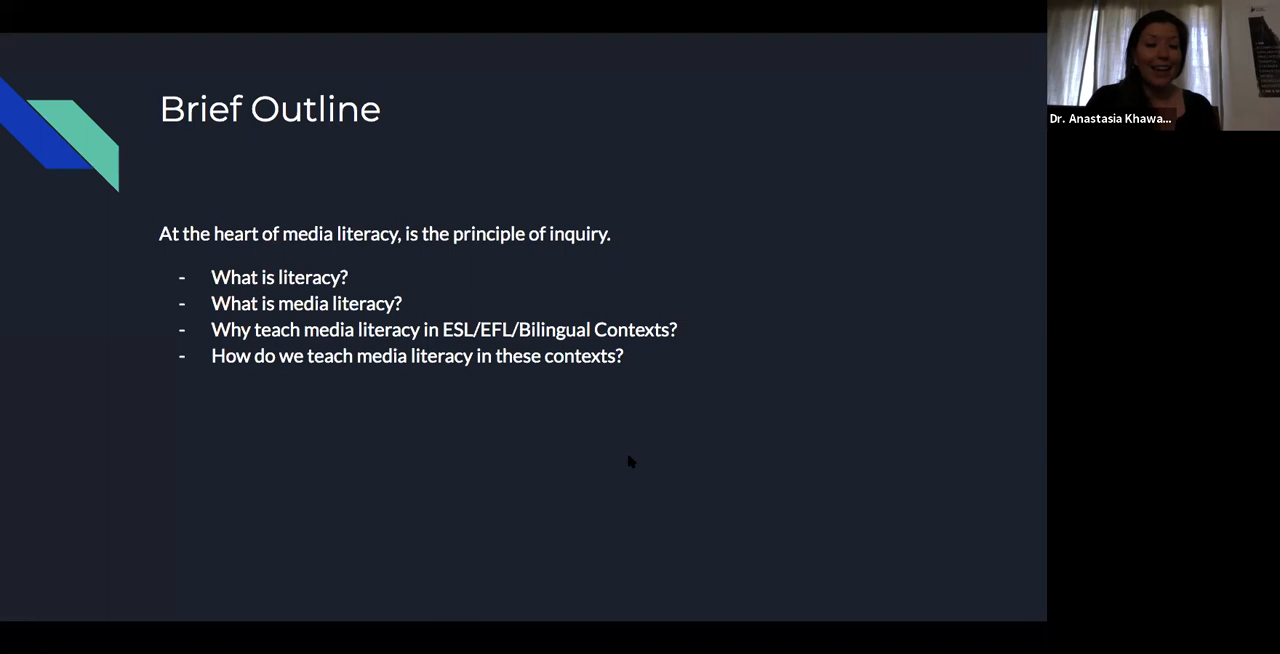 Brief Outline
At the heart of media literacy, is the principle of inquiry.
- What is literacy?
- What is media literacy?
- Why teach media literacy in ESL/EFL/Bilingual Contexts?
- How do we teach media literacy in these contexts?
Dr. Anastasia Khawa...